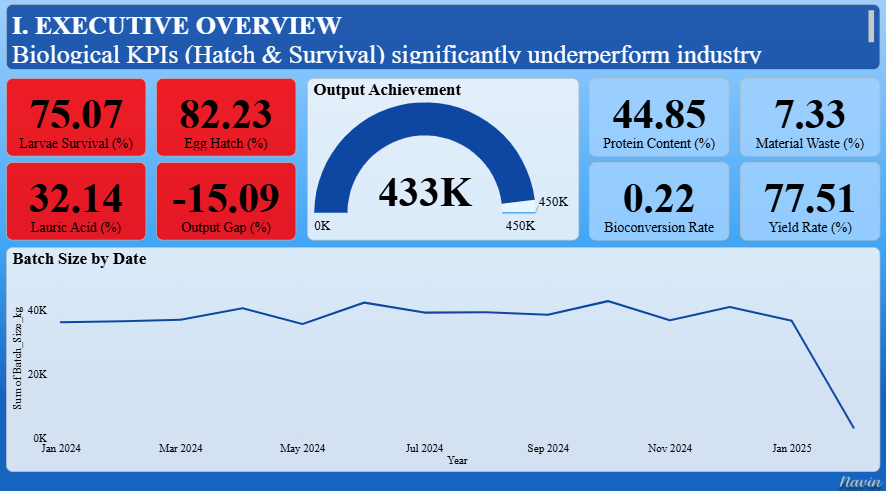 I. EXECUTIVE OVERVIEW
Biological KPIs (Hatch & Survival) significantly underperform industry
75.07
Larvae Survival (%)
82.23
Egg Hatch (%)
32.14
Lauric Acid (%)
-15.09
Output Gap (%)
Output Achievement
433K
0K
450K
450K
44.85
Protein Content (%)
7.33
Material Waste (%)
0.22
Bioconversion Rate
77.51
Yield Rate (%)
Batch Size by Date
Sum of Batch_Size_kg
40K
20K
0K
Jan 2024
Mar 2024
May 2024
Jul 2024
Sep 2024
Nov 2024
Jan 2025
Year
Navin